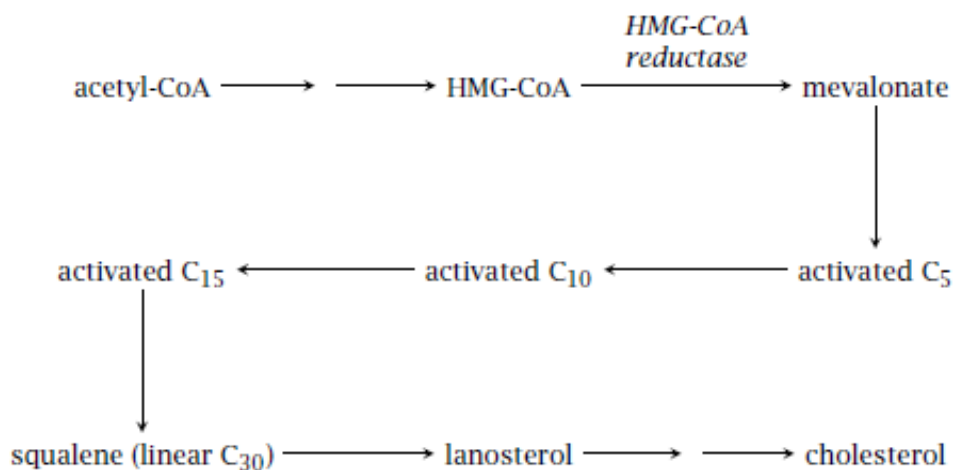 HMG-CoA
reductase
acetyl-CoA HMG-CoA mevalonate
activated C₁₅ activated C₁₀ activated C₅
squalene (linear C₃₀) lanosterol cholesterol